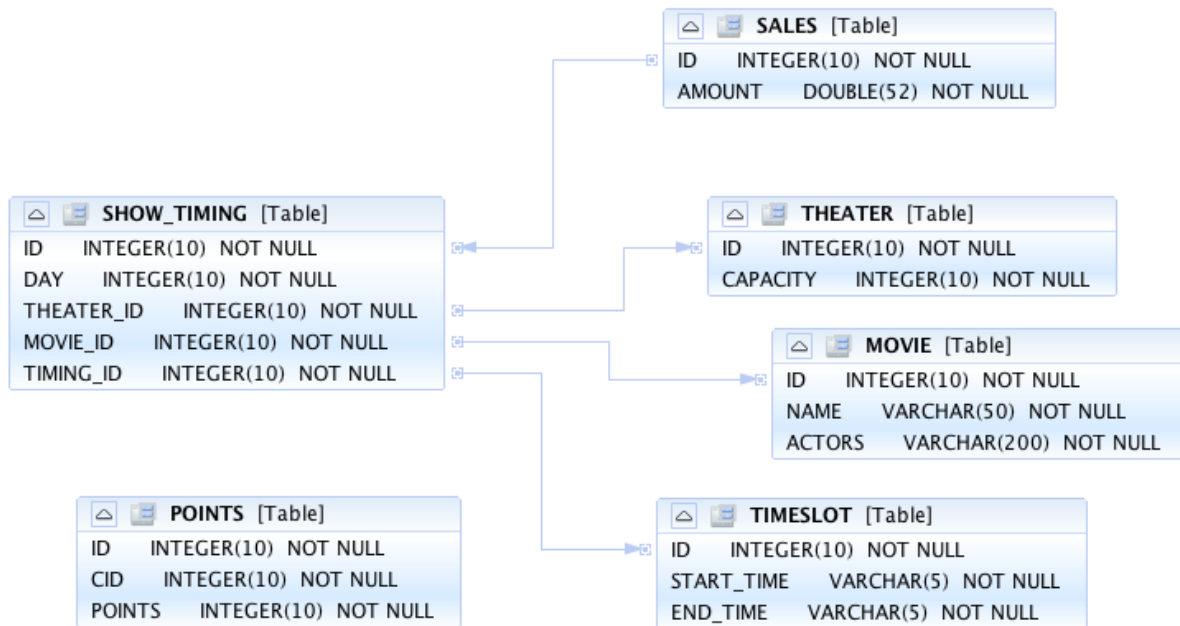 SALES [Table]
ID INTEGER(10) NOT NULL
AMOUNT DOUBLE(52) NOT NULL
SHOW_TIMING [Table]
ID INTEGER(10) NOT NULL
DAY INTEGER(10) NOT NULL
THEATER_ID INTEGER(10) NOT NULL
MOVIE_ID INTEGER(10) NOT NULL
TIMING_ID INTEGER(10) NOT NULL
THEATER [Table]
ID INTEGER(10) NOT NULL
CAPACITY INTEGER(10) NOT NULL
MOVIE [Table]
ID INTEGER(10) NOT NULL
NAME VARCHAR(50) NOT NULL
ACTORS VARCHAR(200) NOT NULL
POINTS [Table]
ID INTEGER(10) NOT NULL
CID INTEGER(10) NOT NULL
POINTS INTEGER(10) NOT NULL
TIMESLOT [Table]
ID INTEGER(10) NOT NULL
START_TIME VARCHAR(5) NOT NULL
END_TIME VARCHAR(5) NOT NULL